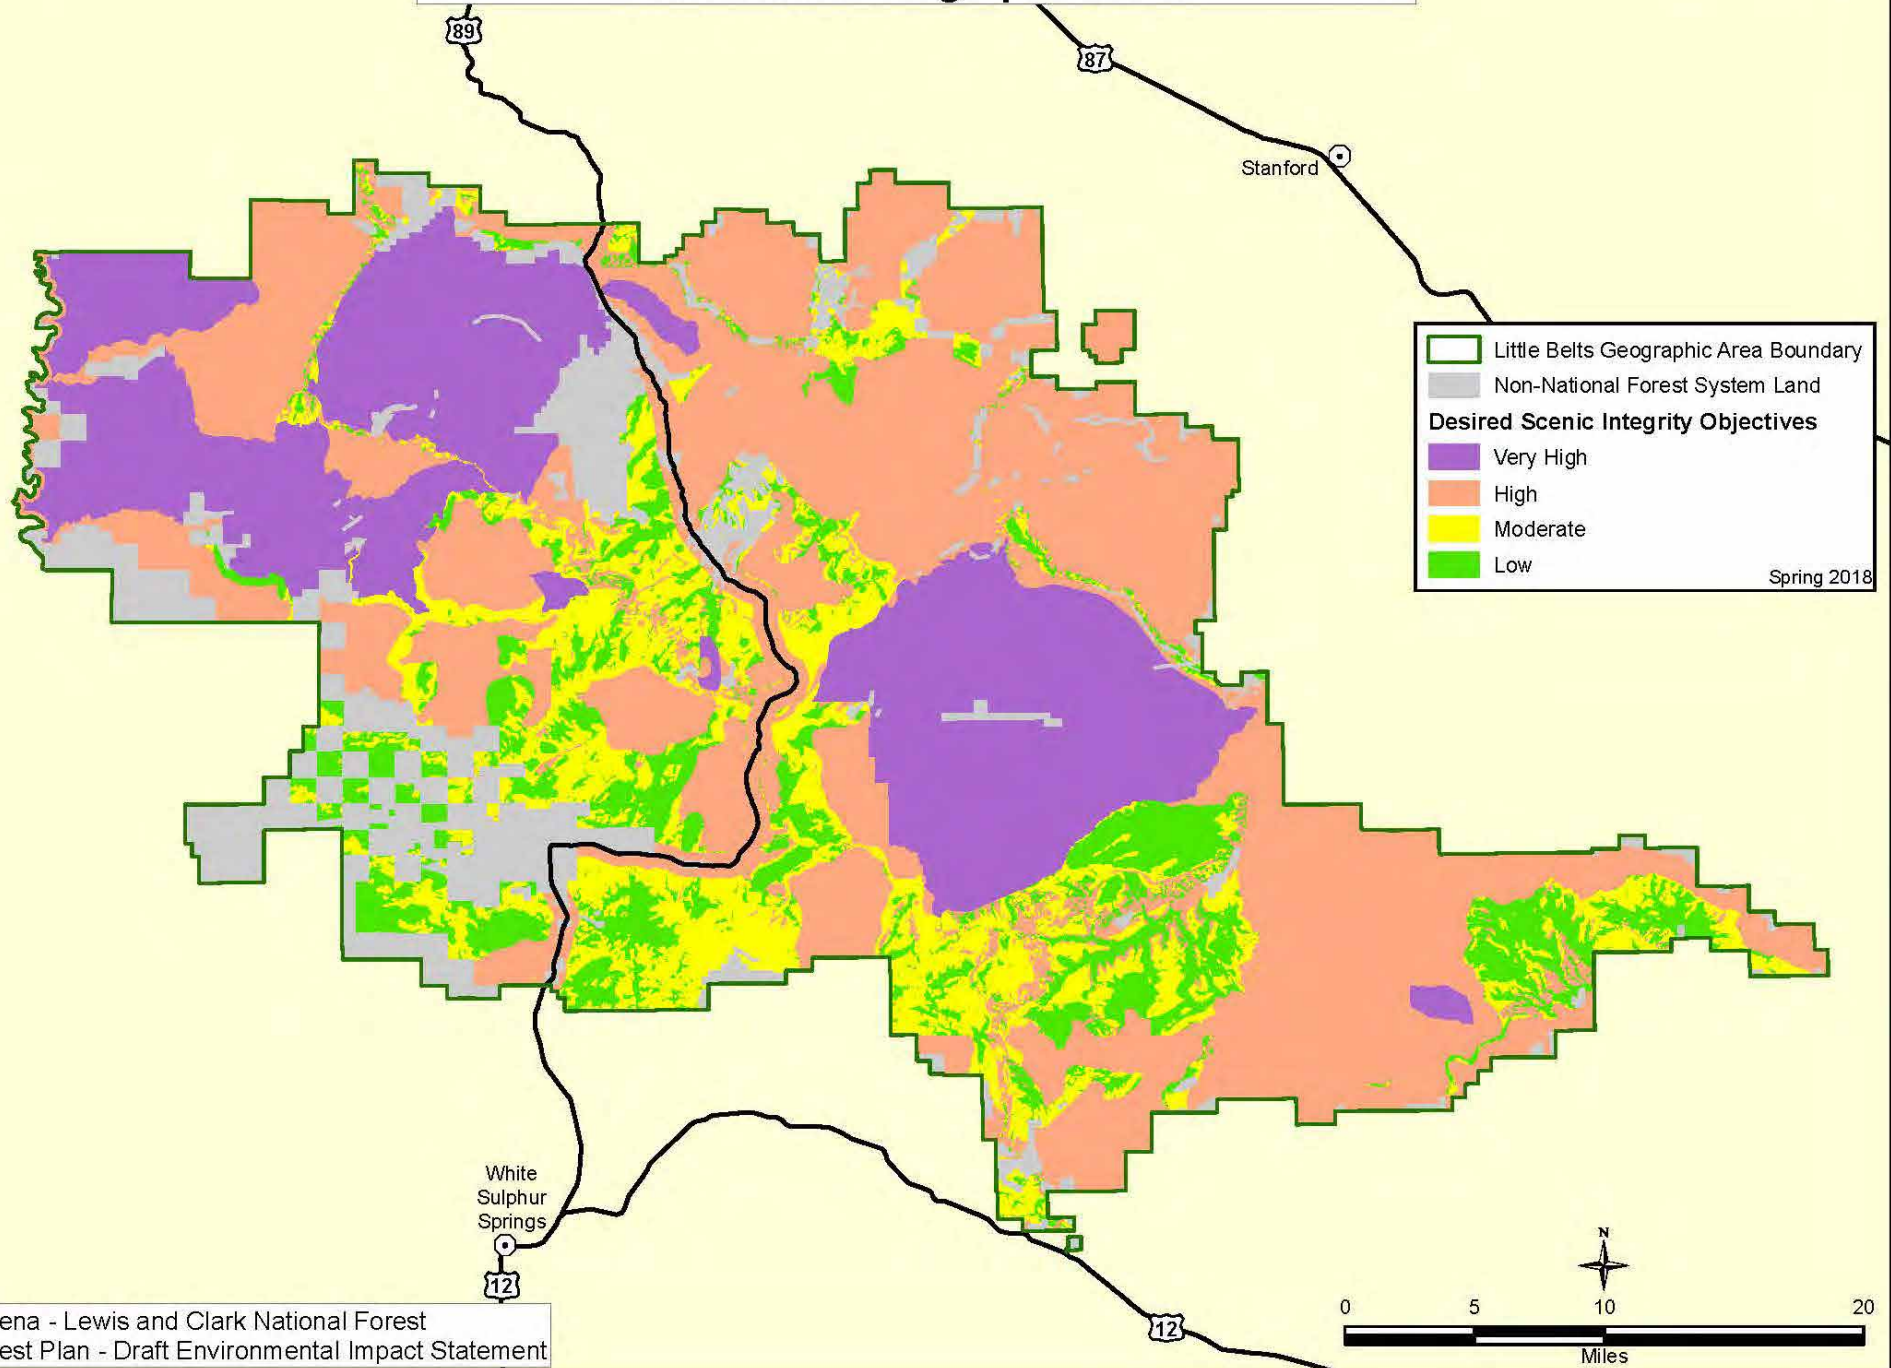 89
87
Stanford
Little Belts Geographic Area Boundary
Non-National Forest System Land
Desired Scenic Integrity Objectives
Very High
High
Moderate
Low
Spring 2018
White
Sulphur
Springs
12
12
N
0 5 10 20
Miles
ena - Lewis and Clark National Forest
est Plan - Draft Environmental Impact Statement